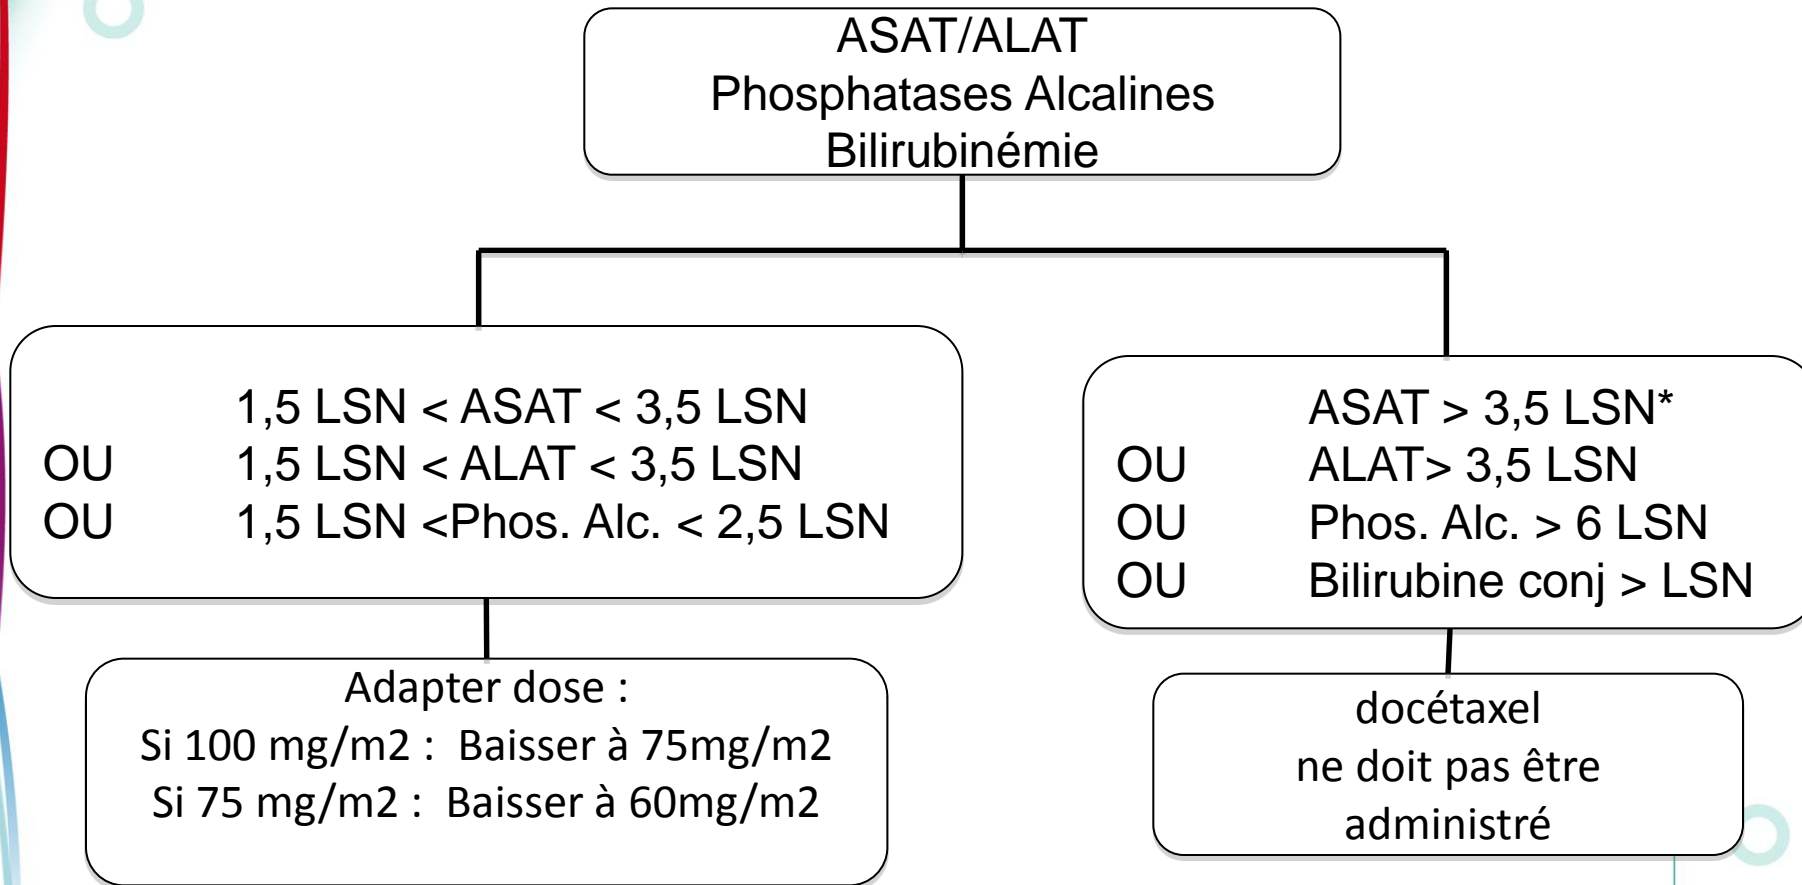 ASAT/ALAT
Phosphatases Alcalines
Bilirubinémie
1,5 LSN < ASAT < 3,5 LSN
OU 1,5 LSN < ALAT < 3,5 LSN
OU 1,5 LSN <Phos. Alc. < 2,5 LSN
ASAT > 3,5 LSN*
OU ALAT> 3,5 LSN
OU Phos. Alc. > 6 LSN
OU Bilirubine conj > LSN
Adapter dose :
Si 100 mg/m2 : Baisser à 75mg/m2
Si 75 mg/m2 : Baisser à 60mg/m2
docétaxel
ne doit pas être
administré